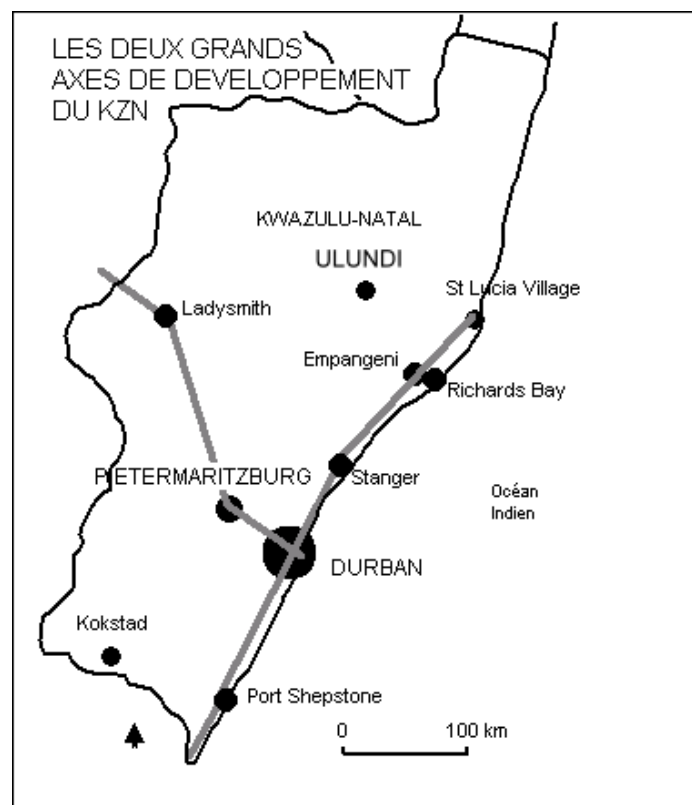 LES DEUX GRANDS
AXES DE DEVELOPPEMENT
DU KZN
KWAZULU-NATAL
ULUNDI
St Lucia Village
Ladysmith
Empangeni
Richards Bay
PIETERMARITZBURG
Stanger
Océan
Indien
DURBAN
Kokstad
Port Shepstone
0 100 km